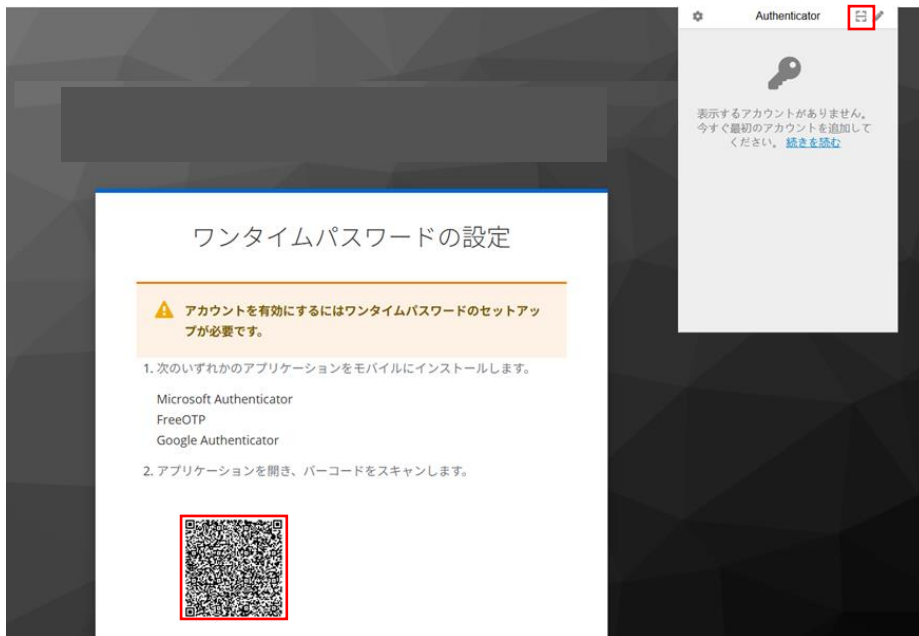 Authenticator
表示するアカウントがありません。
今すぐ最初のアカウントを追加して
ください。 続きを読む
ワンタイムパスワードの設定
アカウントを有効にするにはワンタイムパスワードのセットアッ
プが必要です。
1. 次のいずれかのアプリケーションをモバイルにインストールします。
Microsoft Authenticator
FreeOTP
Google Authenticator
2. アプリケーションを開き、バーコードをスキャンします。